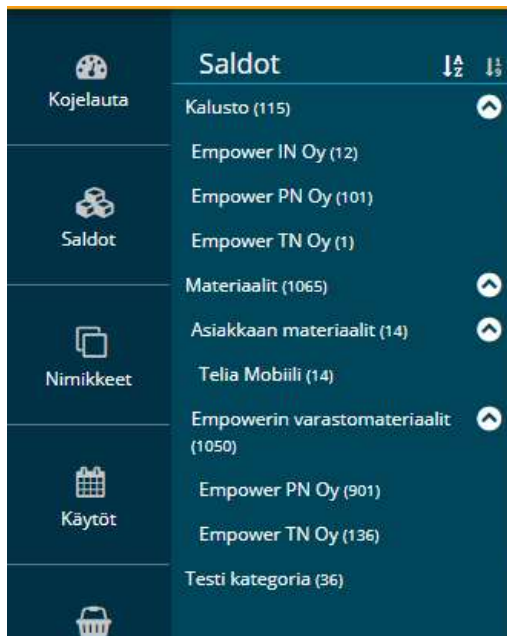 Kojelauta
Saldot
Nimikkeet
Käytöt
Saldot
Kalusto (115)
Empower IN Oy (12)
Empower PN Oy (101)
Empower TN Oy (1)
Materiaalit (1065)
Asiakkaan materiaalit (14)
Telia Mobiili (14)
Empowerin varastomateriaalit
(1050)
Empower PN Oy (901)
Empower TN Oy (136)
Testi kategoria (36)